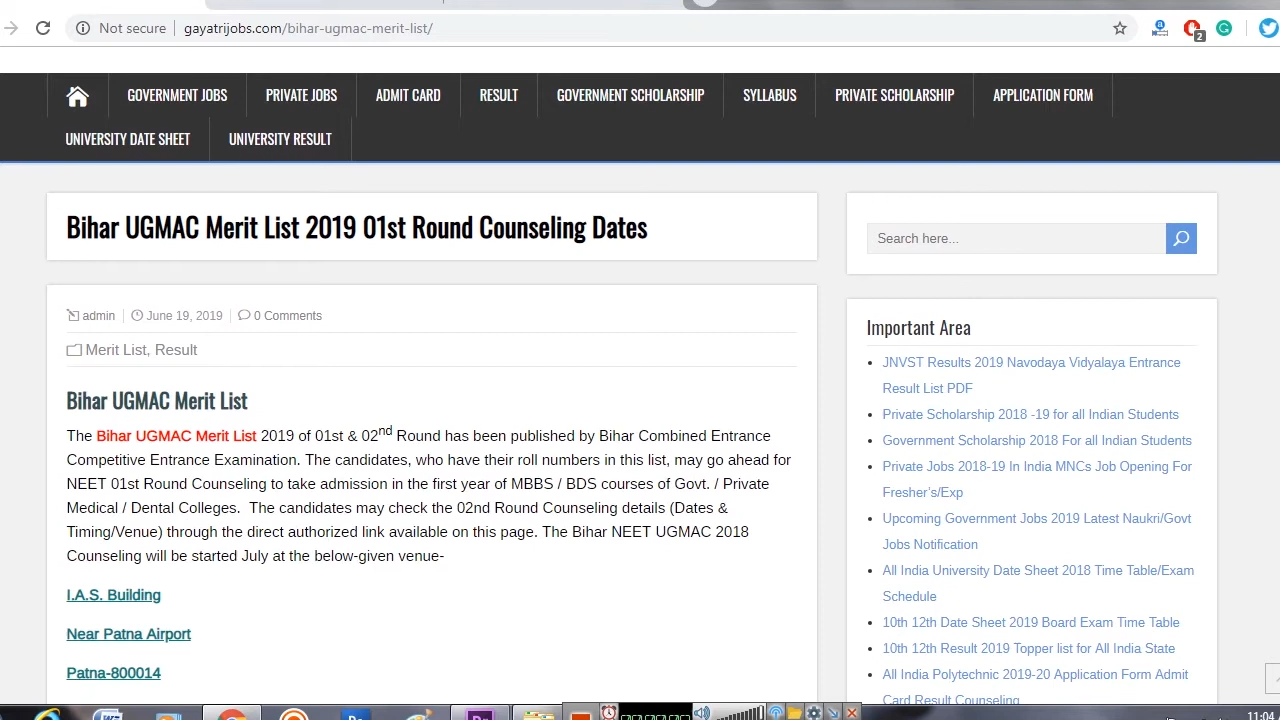 Not secure | gayatrijobs.com/bihar-ugmac-merit-list/
2
GOVERNMENT JOBS PRIVATE JOBS ADMIT CARD RESULT GOVERNMENT SCHOLARSHIP SYLLABUS PRIVATE SCHOLARSHIP APPLICATION FORM
UNIVERSITY DATE SHEET UNIVERSITY RESULT
Bihar UGMAC Merit List 2019 01st Round Counseling Dates
admin June 19, 2019 0 Comments
Merit List, Result
Bihar UGMAC Merit List
The Bihar UGMAC Merit List 2019 of 01st & 02nd Round has been published by Bihar Combined Entrance
Competitive Entrance Examination. The candidates, who have their roll numbers in this list, may go ahead for
NEET 01st Round Counseling to take admission in the first year of MBBS / BDS courses of Govt. / Private
Medical / Dental Colleges. The candidates may check the 02nd Round Counseling details (Dates &
Timing/Venue) through the direct authorized link available on this page. The Bihar NEET UGMAC 2018
Counseling will be started July at the below-given venue-
I.A.S. Building
Near Patna Airport
Patna-800014
Search here...
Important Area
JNVST Results 2019 Navodaya Vidyalaya Entrance
Result List PDF
Private Scholarship 2018 -19 for all Indian Students
Government Scholarship 2018 For all Indian Students
Private Jobs 2018-19 In India MNCs Job Opening For
Fresher's/Exp
Upcoming Government Jobs 2019 Latest Naukri/Govt
Jobs Notification
All India University Date Sheet 2018 Time Table/Exam
Schedule
10th 12th Date Sheet 2019 Board Exam Time Table
10th 12th Result 2019 Topper list for All India State
All India Polytechnic 2019-20 Application Form Admit
Card Result Counseling
11:04